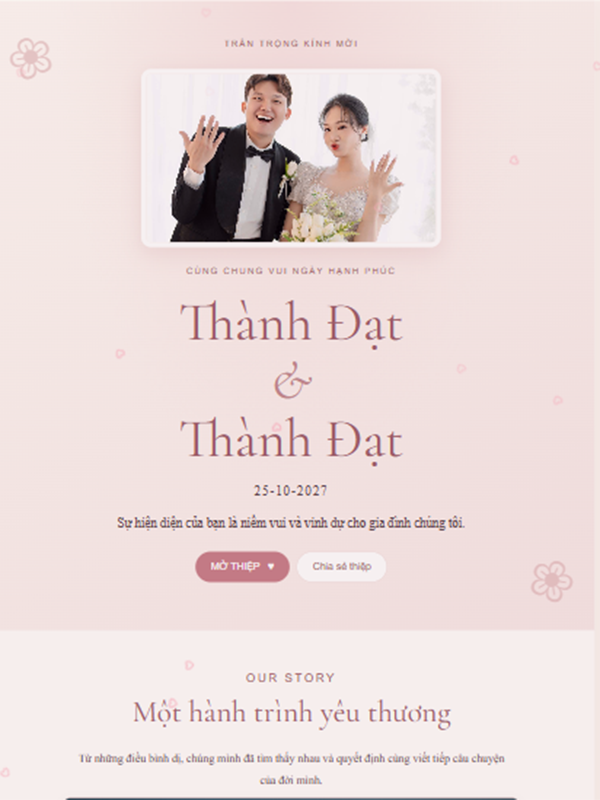 TRÂN TRỌNG KÍNH MỜI
CÙNG CHUNG VUI NGÀY HẠNH PHÚC
Thành Đạt
&
Thành Đạt
25-10-2027
Sự hiện diện của bạn là niềm vui và vinh dự cho gia đình chúng tôi.
MỞ THIỆP ♥
Chia sẻ thiệp
OUR STORY
Một hành trình yêu thương
Từ những điều bình dị, chúng mình đã tìm thấy nhau và quyết định cùng viết tiếp câu chuyện
của đời mình.